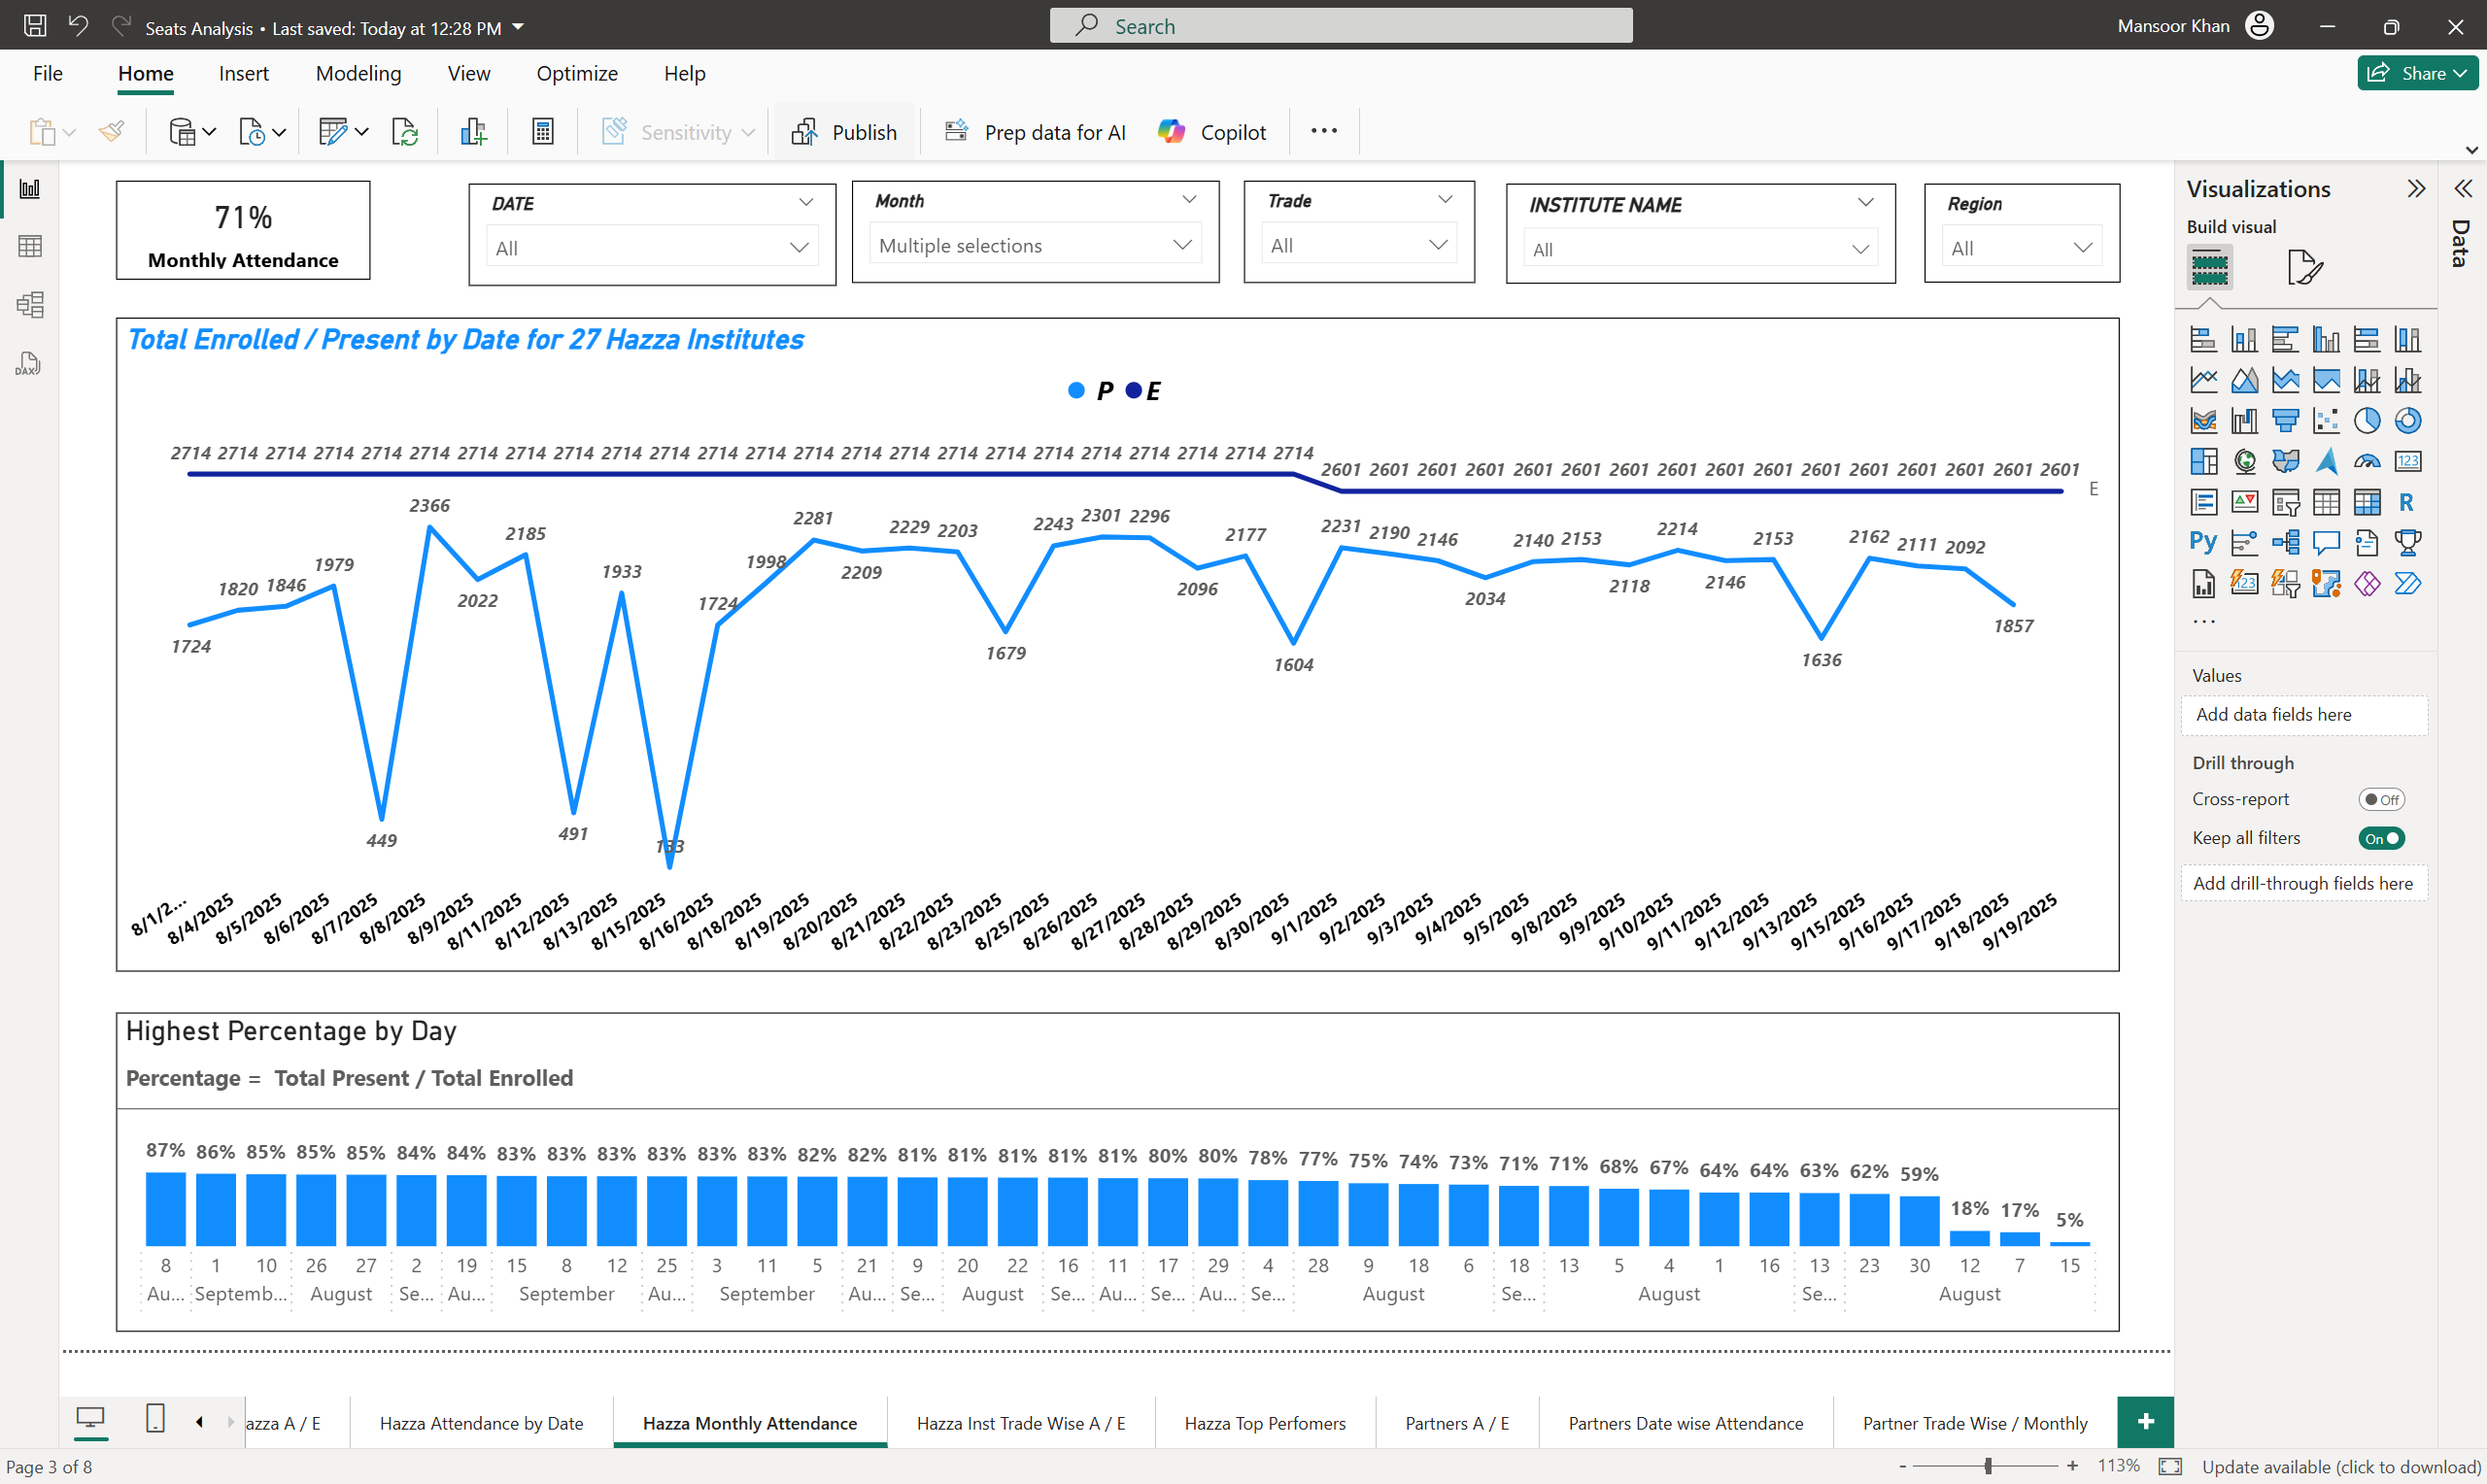 Seats Analysis • Last saved: Today at 12:28 PM
Search
Mansoor Khan
File Home Insert Modeling View Optimize Help
Share
Sensitivity
Publish
Prep data for AI
Copilot
71%
Monthly Attendance
DATE
All
Month
Multiple selections
Trade
All
INSTITUTE NAME
All
Region
All
Total Enrolled / Present by Date for 27 Hazza Institutes
P E
2714 2714 2714 2714 2714 2714 2714 2714 2714 2714 2714 2714 2714 2714 2714 2714 2714 2714 2714 2714 2714 2714 2714 2714 2601 2601 2601 2601 2601 2601 2601 2601 2601 2601 2601 2601 2601 2601 2601 2601
E
1724 1820 1846 1979 449 2366 2022 2185 491 1933 133 1724 1998 2281 2209 2229 2203 1679 2243 2301 2296 2096 2177 1604 2231 2190 2146 2034 2140 2153 2118 2214 2146 2153 1636 2162 2111 2092 1857
8/1/2... 8/4/2025 8/5/2025 8/6/2025 8/7/2025 8/8/2025 8/9/2025 8/11/2025 8/12/2025 8/13/2025 8/15/2025 8/16/2025 8/18/2025 8/19/2025 8/20/2025 8/21/2025 8/22/2025 8/23/2025 8/25/2025 8/26/2025 8/27/2025 8/28/2025 8/29/2025 8/30/2025 9/1/2025 9/2/2025 9/3/2025 9/4/2025 9/5/2025 9/8/2025 9/9/2025 9/10/2025 9/11/2025 9/12/2025 9/13/2025 9/15/2025 9/16/2025 9/17/2025 9/18/2025 9/19/2025
Highest Percentage by Day
Percentage = Total Present / Total Enrolled
87% 86% 85% 85% 85% 84% 84% 83% 83% 83% 83% 83% 83% 82% 82% 81% 81% 81% 81% 81% 80% 80% 78% 77% 75% 74% 73% 71% 71% 68% 67% 64% 64% 63% 62% 59% 18% 17% 5%
8 1 10 26 27 2 19 15 8 12 25 3 11 5 21 9 20 22 16 11 17 29 4 28 9 18 6 18 13 5 4 1 16 13 23 30 12 7 15
Au... Septemb... August Se... Au... September Au... September Au... Se... August Se... Au... Se... Au... Se... August Se... August Se... August
Visualizations
Build visual
123
R
Py
123
...
Values
Add data fields here
Drill through
Cross-report
Off
Keep all filters
On
Add drill-through fields here
Data
DAX
azza A / E
Hazza Attendance by Date
Hazza Monthly Attendance
Hazza Inst Trade Wise A / E
Hazza Top Perfomers
Partners A / E
Partners Date wise Attendance
Partner Trade Wise / Monthly
+
Page 3 of 8
- + 113%
Update available (click to download)